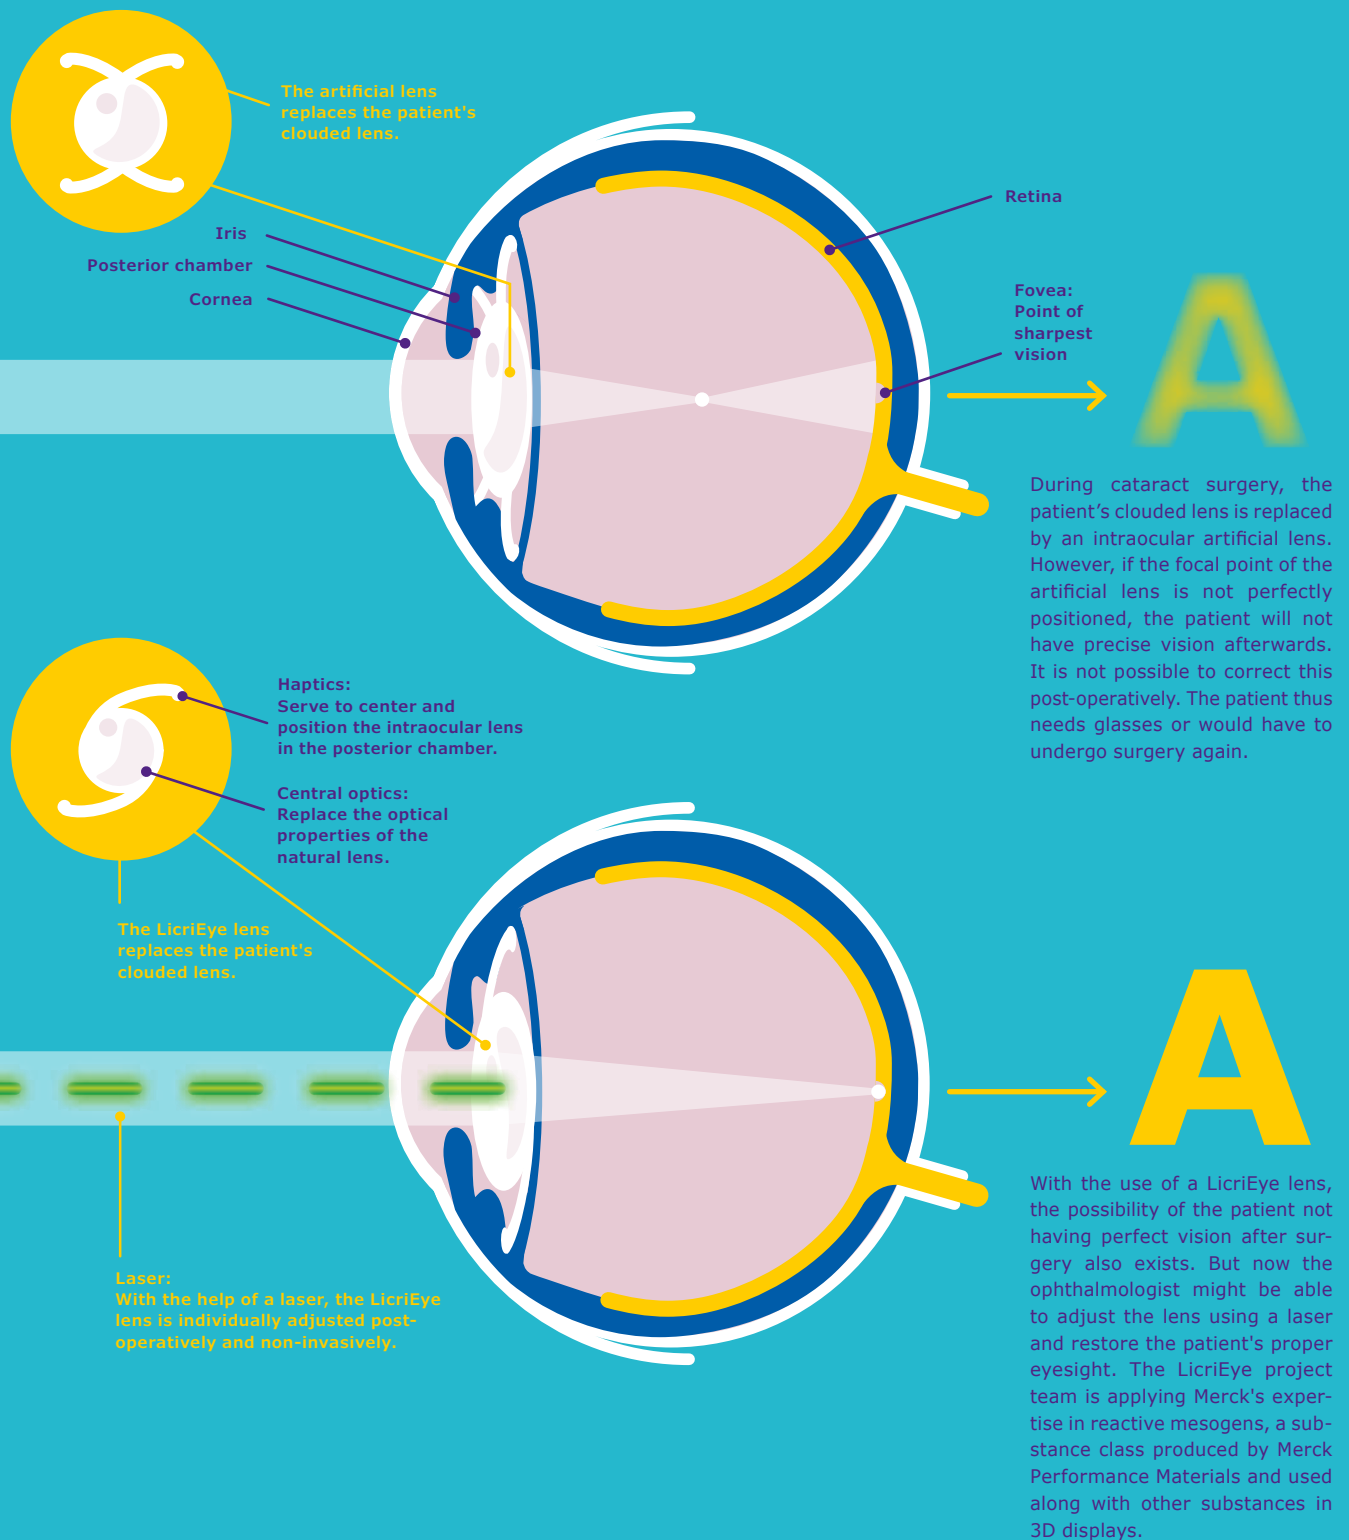 The artificial lens
replaces the patient's
clouded lens.
Iris
Posterior chamber
Cornea
Retina
Fovea:
Point of
sharpest
vision
A
During cataract surgery, the
patient’s clouded lens is replaced
by an intraocular artificial lens.
However, if the focal point of the
artificial lens is not perfectly
positioned, the patient will not
have precise vision afterwards.
It is not possible to correct this
post-operatively. The patient thus
needs glasses or would have to
undergo surgery again.
Haptics:
Serve to center and
position the intraocular lens
in the posterior chamber.
Central optics:
Replace the optical
properties of the
natural lens.
The LicriEye lens
replaces the patient's
clouded lens.
A
Laser:
With the help of a laser, the LicriEye
lens is individually adjusted post-
operatively and non-invasively.
With the use of a LicriEye lens,
the possibility of the patient not
having perfect vision after sur-
gery also exists. But now the
ophthalmologist might be able
to adjust the lens using a laser
and restore the patient's proper
eyesight. The LicriEye project
team is applying Merck's exper-
tise in reactive mesogens, a sub-
stance class produced by Merck
Performance Materials and used
along with other substances in
3D displays.